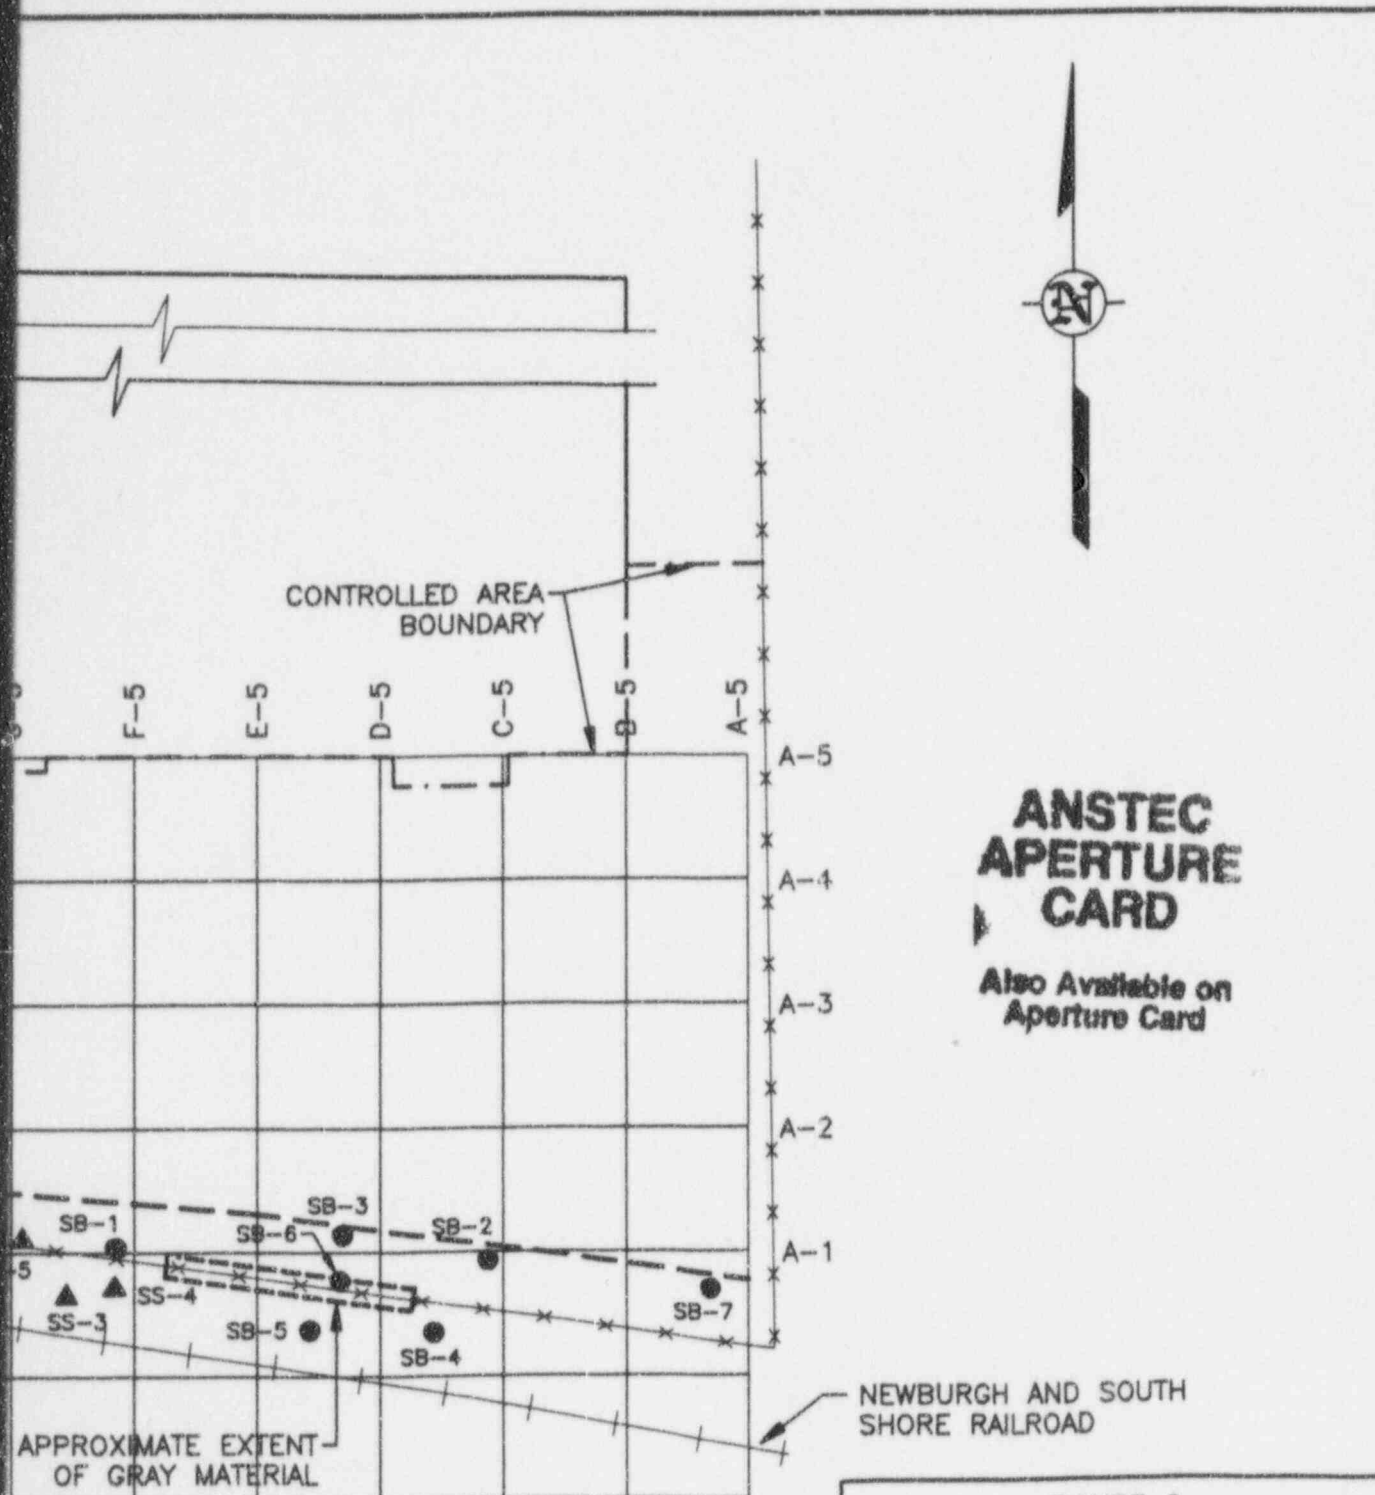 N
CONTROLLED AREA
BOUNDARY
F-5
E-5
D-5
C-5
B-5
A-5
A-5
A-4
A-3
A-2
A-1
ANSTEC
APERTURE
CARD
Also Available on
Aperture Card
SB-3
SB-1
SB-6
SB-2
-5
SS-4
SS-3
SB-5
SB-4
SB-7
NEWBURGH AND SOUTH
SHORE RAILROAD
APPROXIMATE EXTENT
OF GRAY MATERIAL